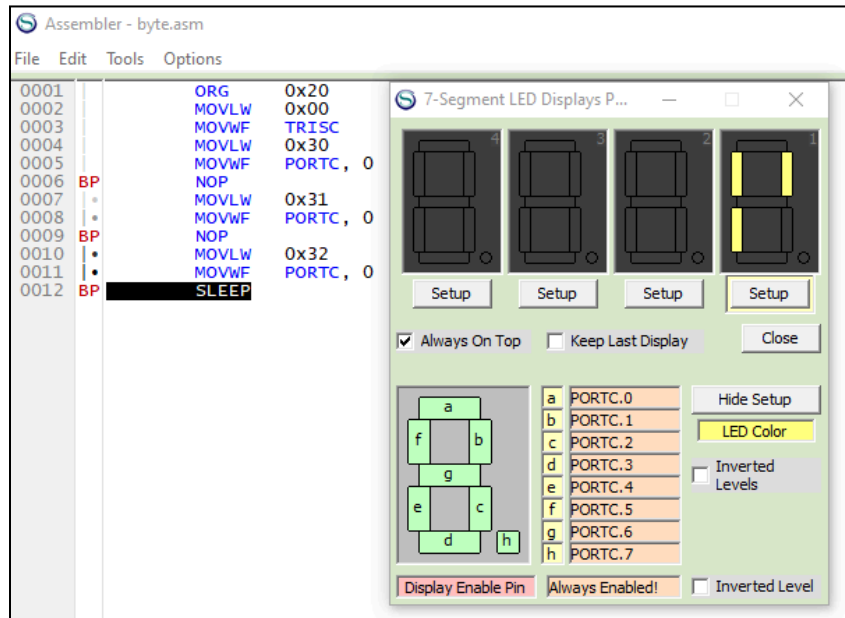 Assembler - byte.asm
File Edit Tools Options
0001 ORG 0x20
0002 MOVLW 0x00
0003 MOVWF TRISC
0004 MOVLW 0x30
0005 MOVWF PORTC, 0
0006 BP NOP
0007 MOVLW 0x31
0008 MOVWF PORTC, 0
0009 BP NOP
0010 MOVLW 0x32
0011 MOVWF PORTC, 0
0012 BP SLEEP
7-Segment LED Displays P...
4 3 2 1
Setup Setup Setup Setup
Always On Top Keep Last Display Close
a
f b
g
e c
d h
a PORTC.0
b PORTC.1
c PORTC.2
d PORTC.3
e PORTC.4
f PORTC.5
g PORTC.6
h PORTC.7
Hide Setup
LED Color
Inverted
Levels
Display Enable Pin Always Enabled! Inverted Level